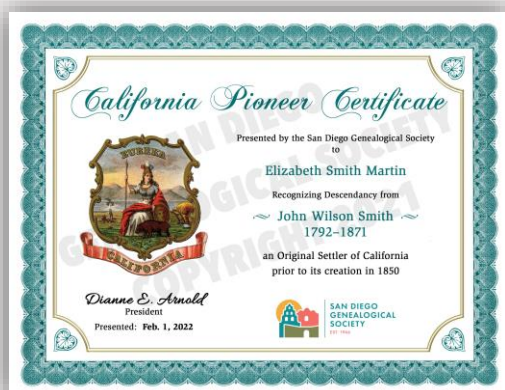 California Pioneer Certificate
Presented by the San Diego Genealogical Society
to
Elizabeth Smith Martin
Recognizing Descendancy from
John Wilson Smith
1792–1871
an Original Settler of California
prior to its creation in 1850
EUREKA
CALIFORNIA
Dianne E. Arnold
President
Presented: Feb. 1, 2022
SAN DIEGO
GENEALOGICAL
SOCIETY
EST. 1946
SAN DIEGO
GENEALOGICAL SOCIETY
COPYRIGHT 2021